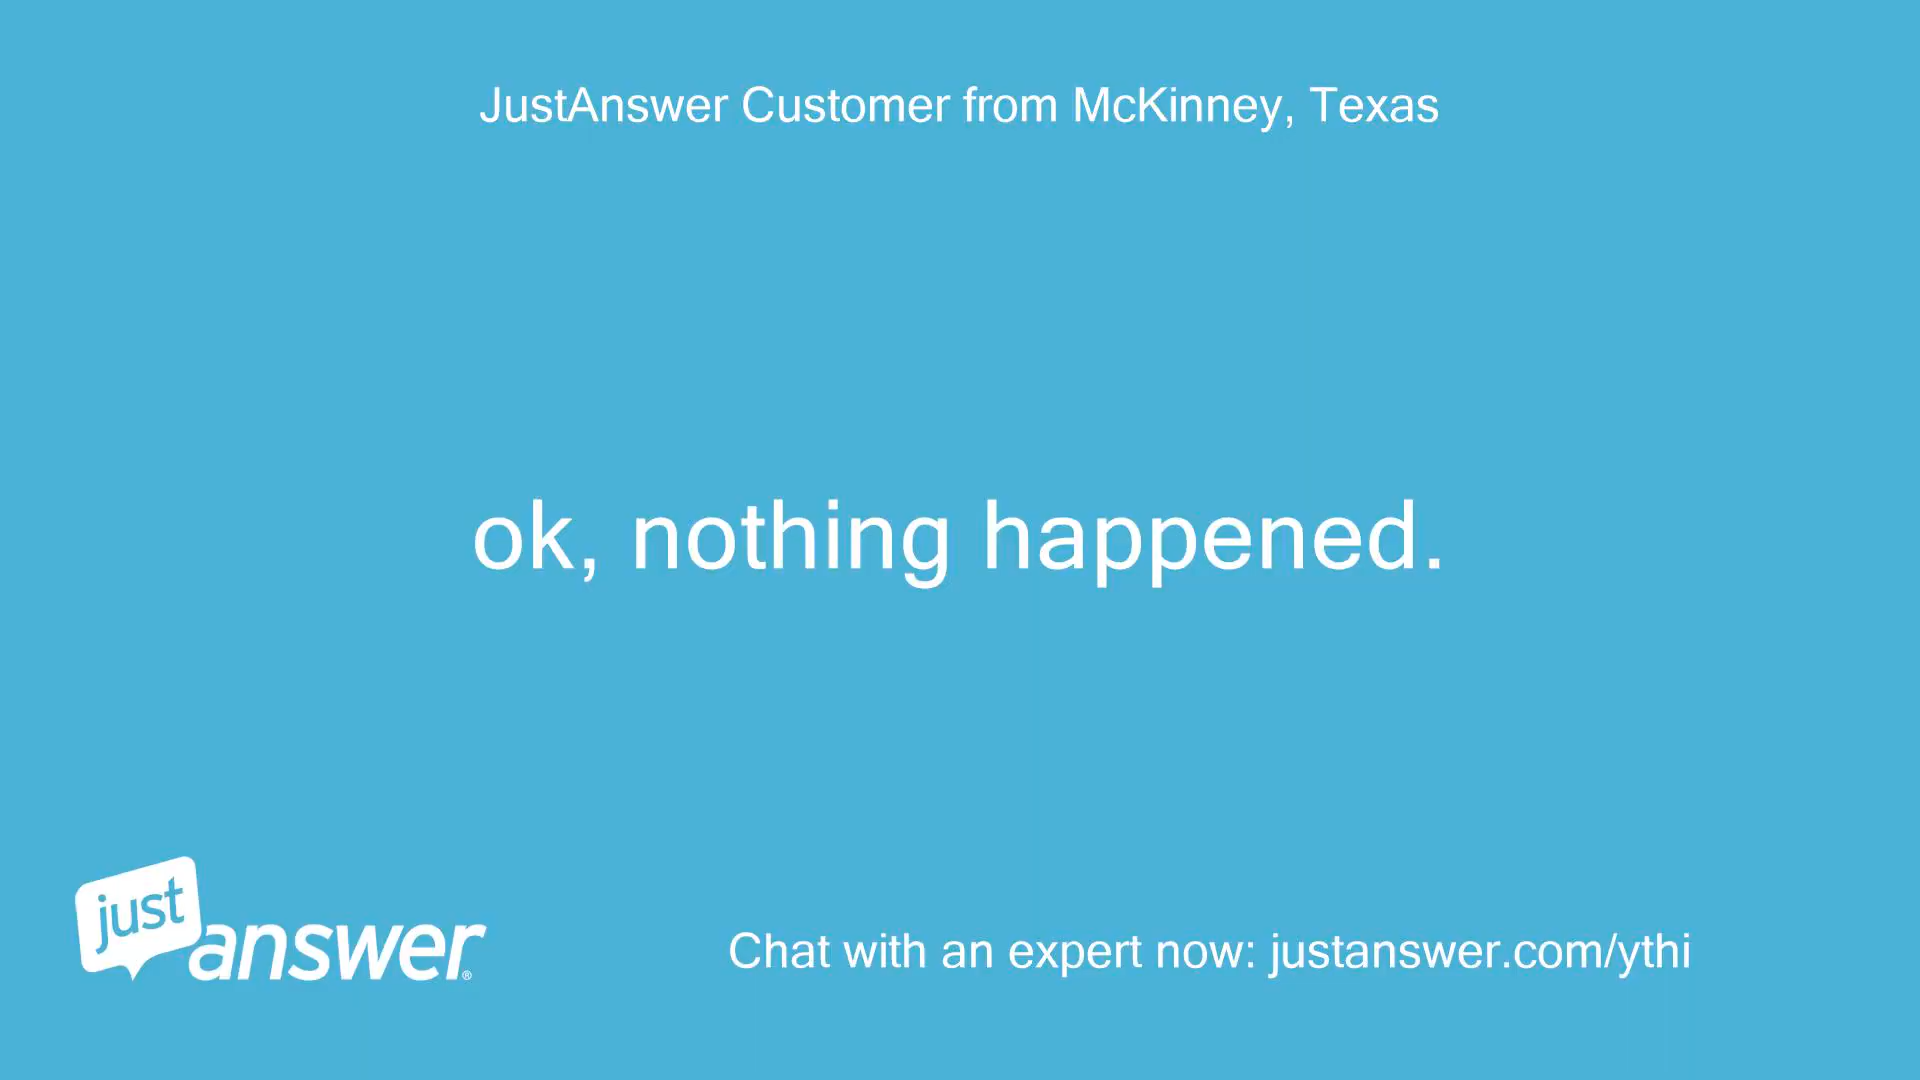 JustAnswer Customer from McKinney, Texas
ok, nothing happened.
just
answer®
Chat with an expert now: justanswer.com/ythi